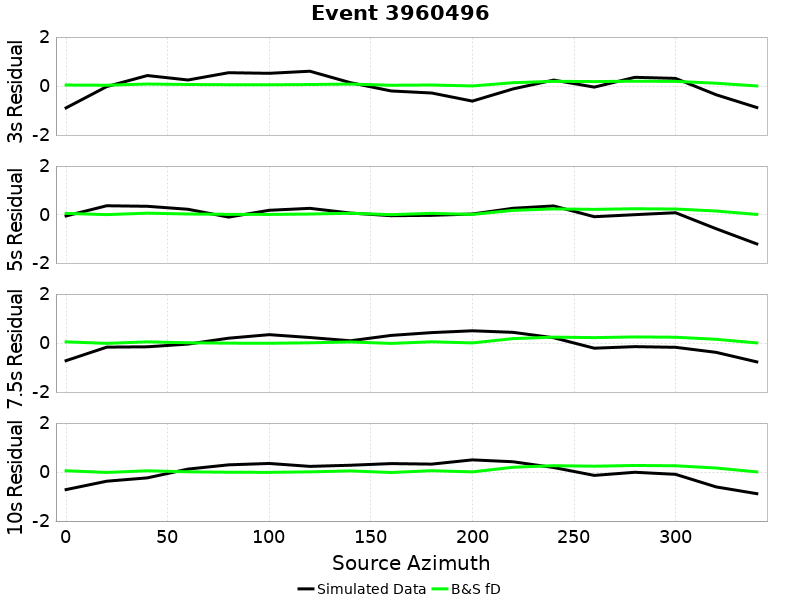 Event 3960496
3s Residual
2
0
-2
5s Residual
2
0
-2
7.5s Residual
2
0
-2
10s Residual
2
0
-2
0 50 100 150 200 250 300
Source Azimuth
Simulated Data B&S fD